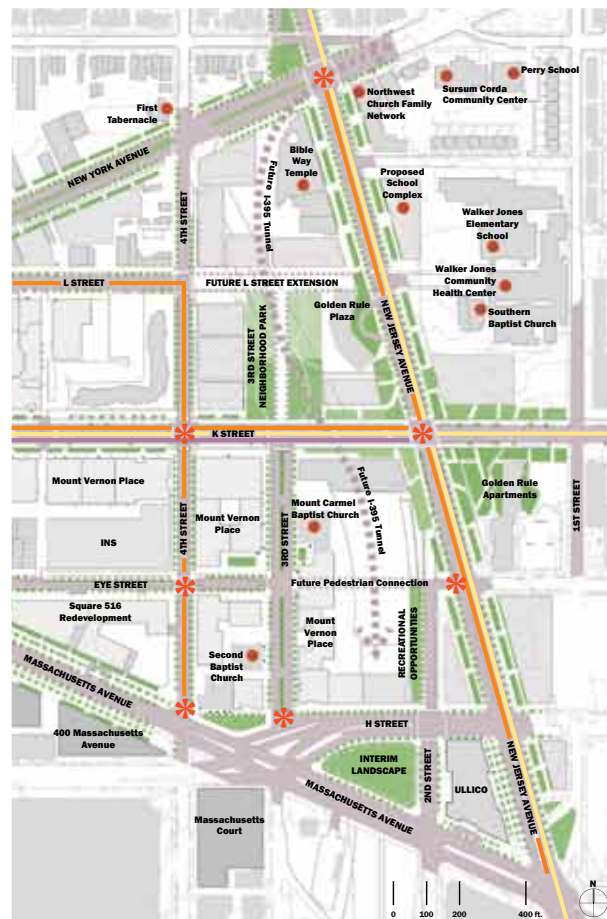 Perry School
Sursum Corda
Community Center
Northwest
Church Family
Network
First
Tabernacle
NEW YORK AVENUE
4TH STREET
Future I-395 Tunnel
Bible
Way
Temple
Proposed
School
Complex
Walker Jones
Elementary
School
Walker Jones
Community
Health Center
Southern
Baptist Church
L STREET
FUTURE L STREET EXTENSION
Golden Rule
Plaza
NEW JERSEY AVENUE
3RD STREET
NEIGHBORHOOD PARK
K STREET
Mount Vernon Place
INS
4TH STREET
Mount Vernon
Place
3RD STREET
Mount Carmel
Baptist Church
Future I-395 Tunnel
Golden Rule
Apartments
1ST STREET
EYE STREET
Future Pedestrian Connection
Square 516
Redevelopment
Second
Baptist
Church
Mount
Vernon
Place
RECREATIONAL
OPPORTUNITIES
MASSACHUSETTS AVENUE
400 Massachusetts
Avenue
H STREET
INTERIM
LANDSCAPE
2ND STREET
ULLICO
NEW JERSEY AVENUE
MASSACHUSETTS AVENUE
Massachusetts
Court
N
0 100 200 400 ft.